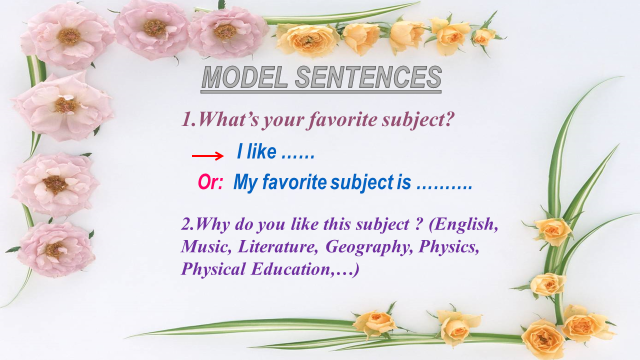 MODEL SENTENCES
1.What's your favorite subject?
I like ……
Or: My favorite subject is ……….
2.Why do you like this subject ? (English,
Music, Literature, Geography, Physics,
Physical Education,…)